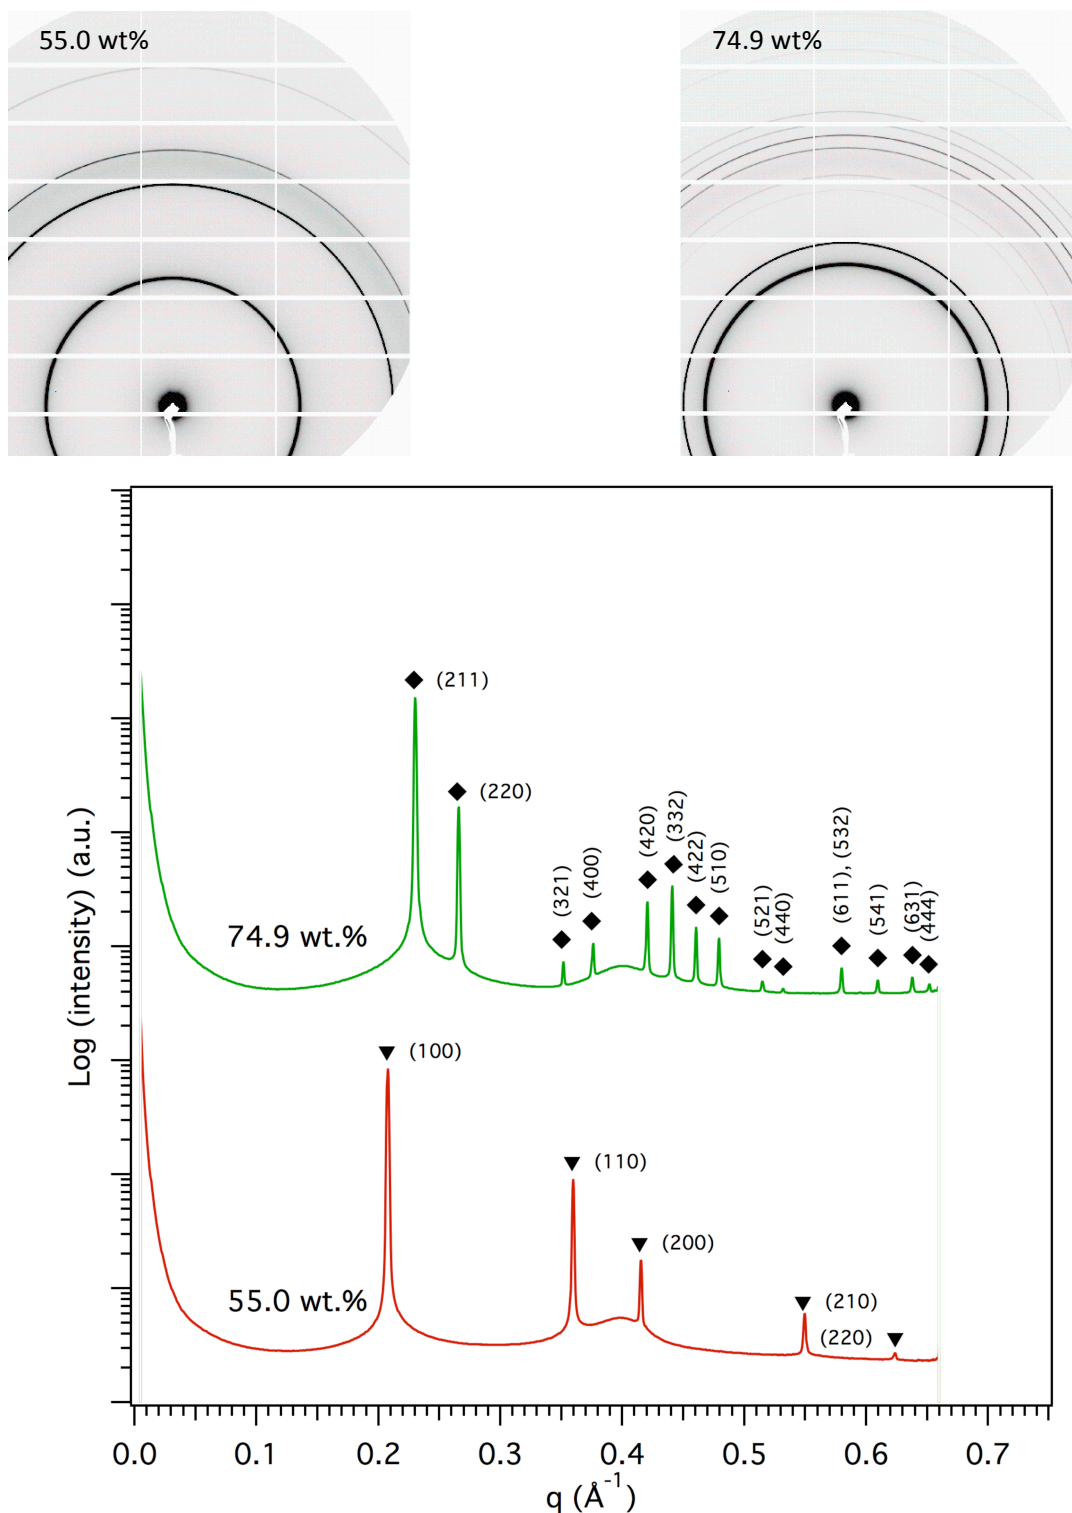 55.0 wt%
74.9 wt%
(211)
(220)
(321)
(400)
(420)
(332)
(422)
(510)
(521)
(440)
(611), (532)
(541)
(631)
(444)
74.9 wt.%
Log (intensity) (a.u.)
(100)
(110)
(200)
55.0 wt.%
(210)
(220)
0.0 0.1 0.2 0.3 0.4 0.5 0.6 0.7
q (Å⁻¹)